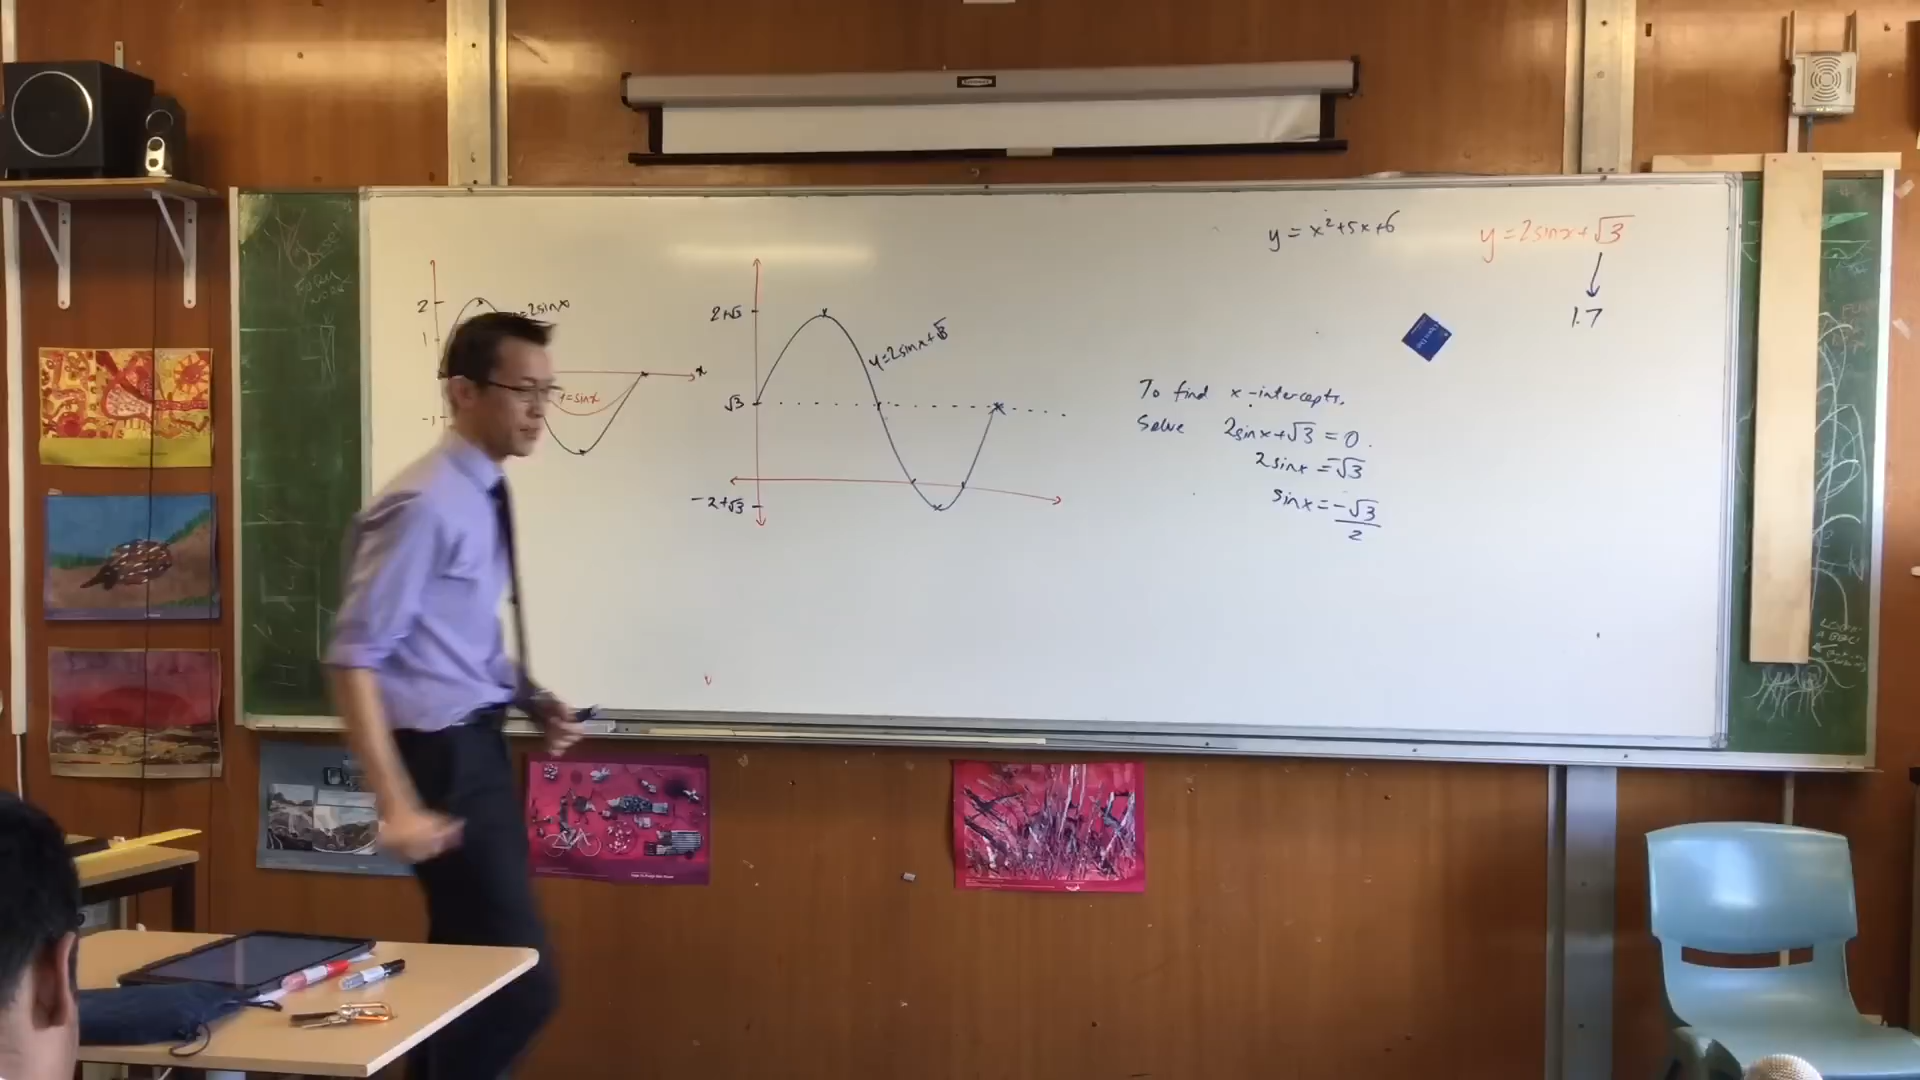 y = x²+5x+6
y = 2sinx+√3
1.7
2
1
-1
=2sinx
x
=sinx
2+√3
√3
-2+√3
y=2sinx+√3
To find x-intercepts,
Solve 2sinx+√3 = 0.
2sinx = -√3
sinx = -√3/2